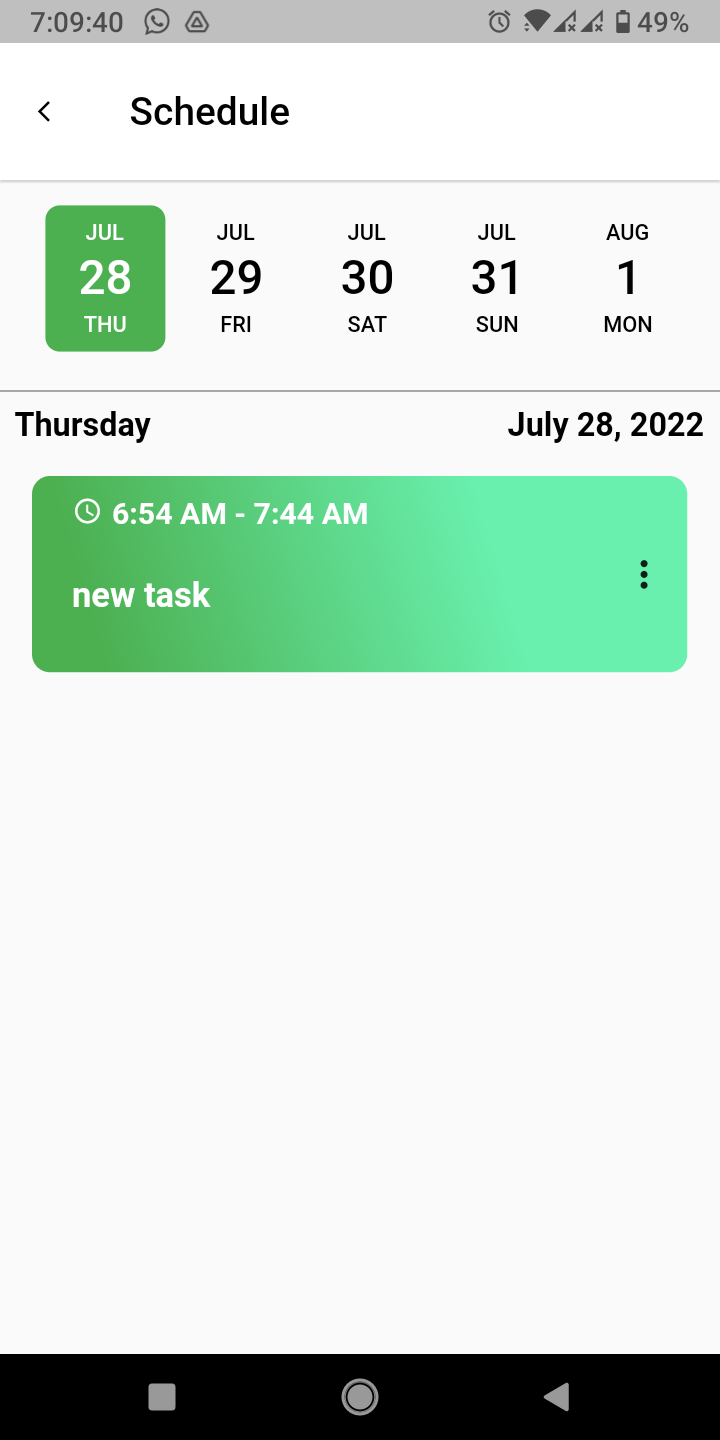 7:09:40 49%
Schedule
JUL JUL JUL JUL AUG
28 29 30 31 1
THU FRI SAT SUN MON
Thursday July 28, 2022
6:54 AM - 7:44 AM
new task